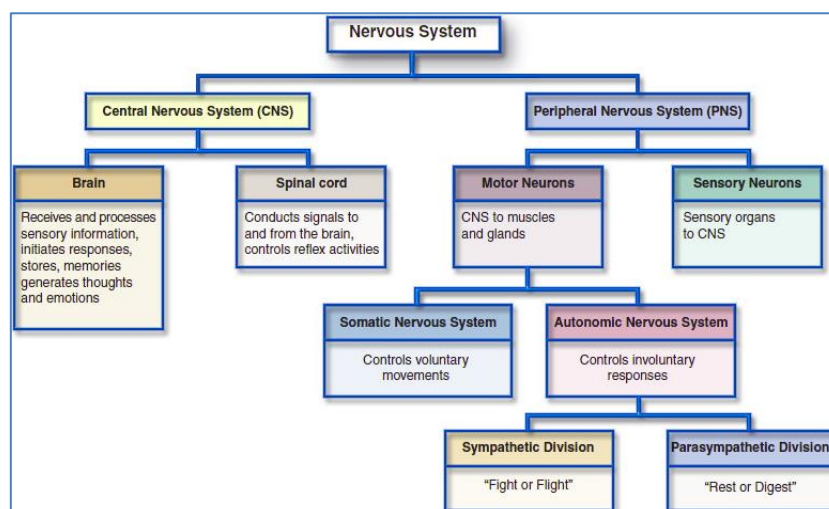 Nervous System
Central Nervous System (CNS)
Peripheral Nervous System (PNS)
Brain
Receives and processes
sensory information,
initiates responses,
stores, memories
generates thoughts
and emotions
Spinal cord
Conducts signals to
and from the brain,
controls reflex activities
Motor Neurons
CNS to muscles
and glands
Sensory Neurons
Sensory organs
to CNS
Somatic Nervous System
Controls voluntary
movements
Autonomic Nervous System
Controls involuntary
responses
Sympathetic Division
“Fight or Flight”
Parasympathetic Division
“Rest or Digest”